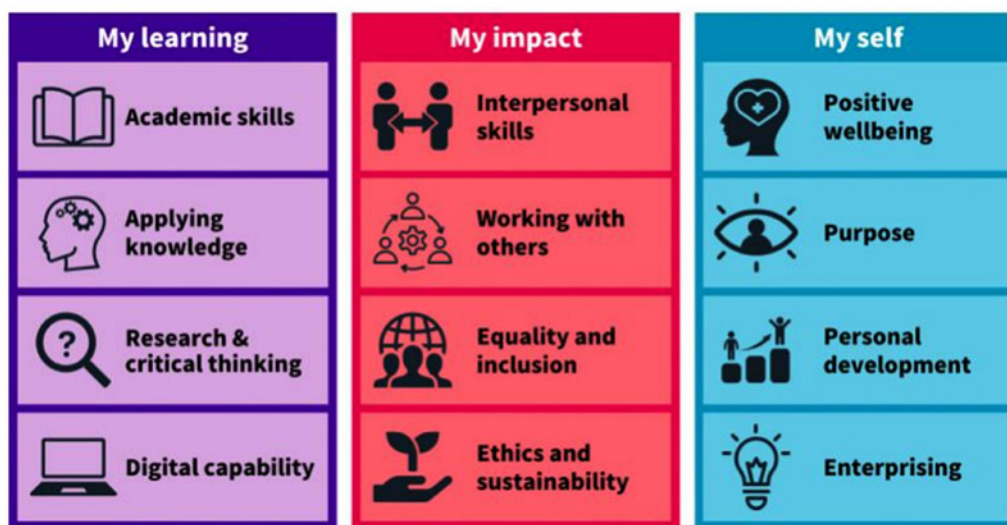 My learning
Academic skills
Applying
knowledge
?
Research &
critical thinking
Digital capability
My impact
Interpersonal
skills
Working with
others
Equality and
inclusion
Ethics and
sustainability
My self
Positive
wellbeing
Purpose
Personal
development
Enterprising